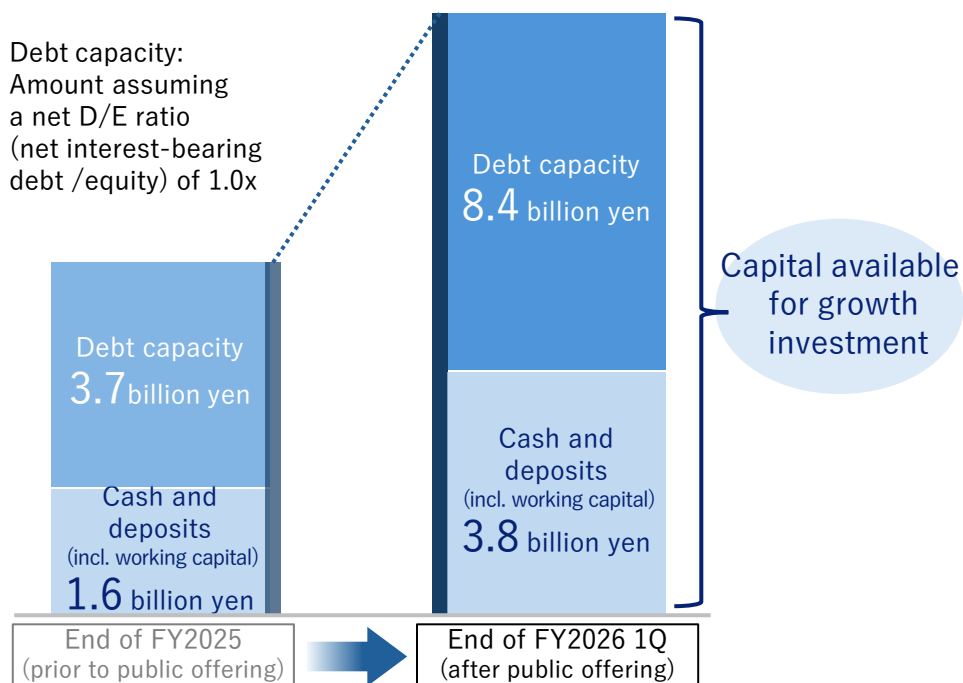 Debt capacity:
Amount assuming
a net D/E ratio
(net interest-bearing
debt /equity) of 1.0x
Debt capacity
3.7 billion yen
Cash and
deposits
(incl. working capital)
1.6 billion yen
End of FY2025
(prior to public offering)
Debt capacity
8.4 billion yen
Cash and
deposits
(incl. working capital)
3.8 billion yen
End of FY2026 1Q
(after public offering)
Capital available
for growth
investment